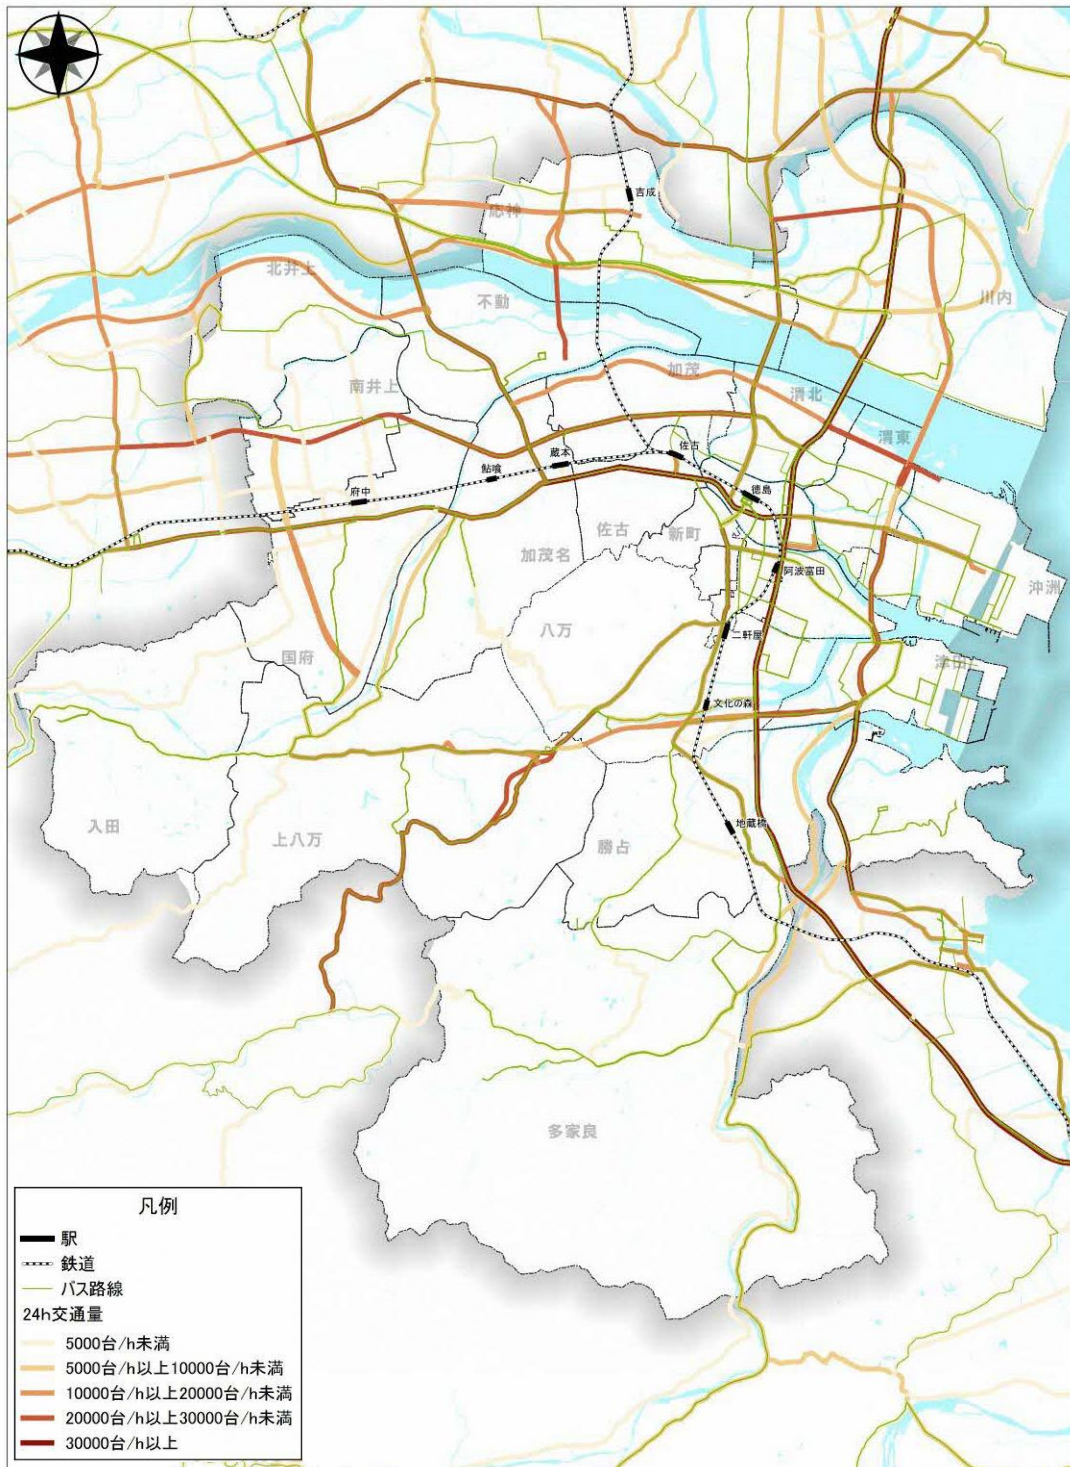 吉成
応神
北井上
川内
不動
加茂
南井上
渭北
渭東
佐古
蔵本
鮎喰
徳島
府中
佐古
新町
加茂名
阿波富田
沖洲
八万
二軒屋
国府
津田
文化の森
入田
上八万
勝占
地蔵橋
多家良
凡例
駅
鉄道
バス路線
24h交通量
5000台/h未満
5000台/h以上10000台/h未満
10000台/h以上20000台/h未満
20000台/h以上30000台/h未満
30000台/h以上